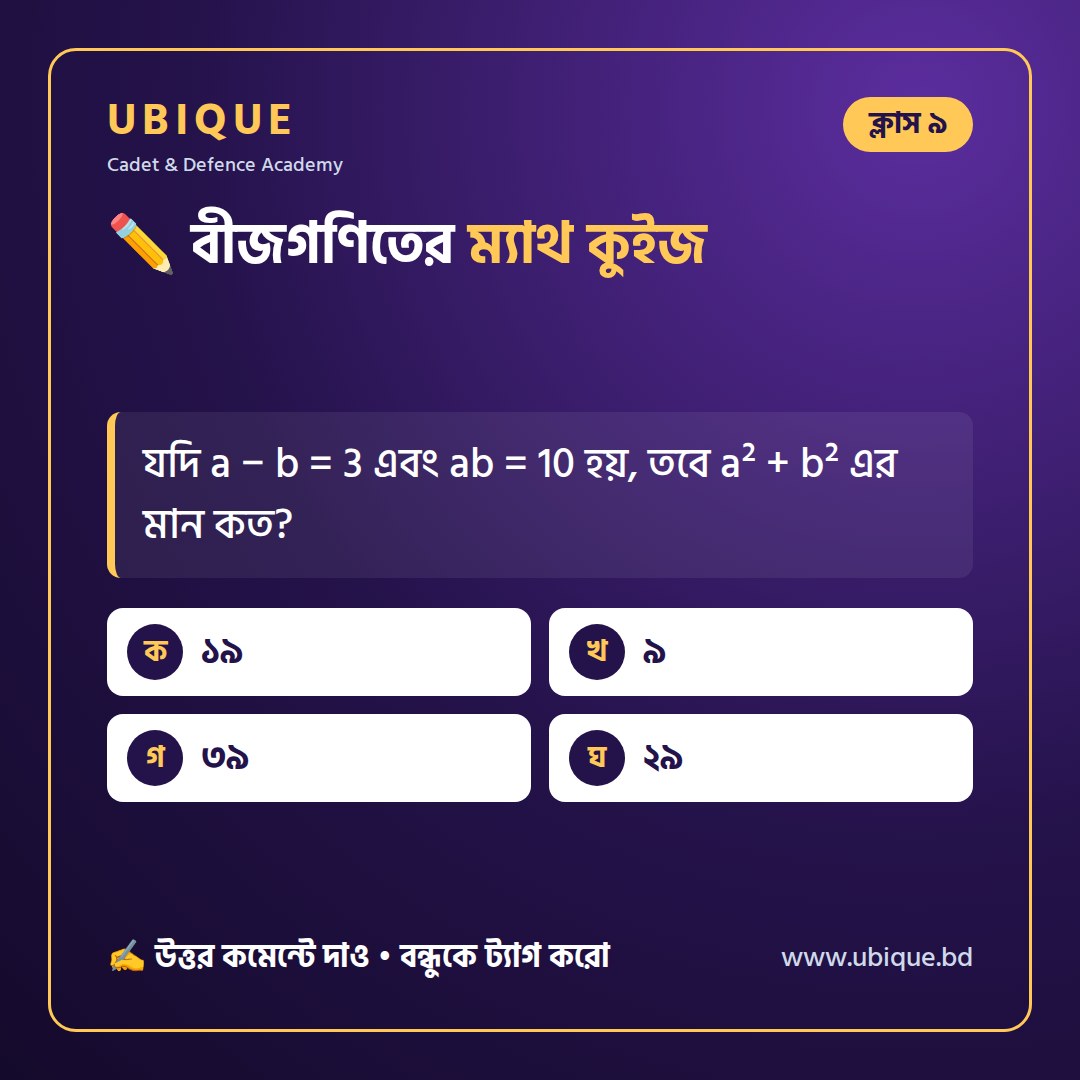 UBIQUE
Cadet & Defence Academy
ক্লাস ৯
✏️ বীজগণিতের ম্যাথ কুইজ
যদি a − b = 3 এবং ab = 10 হয়, তবে a² + b² এর
মান কত?
ক ১৯
খ ৯
গ ৩৯
ঘ ২৯
✍️ উত্তর কমেন্টে দাও • বন্ধুকে ট্যাগ করো
www.ubique.bd